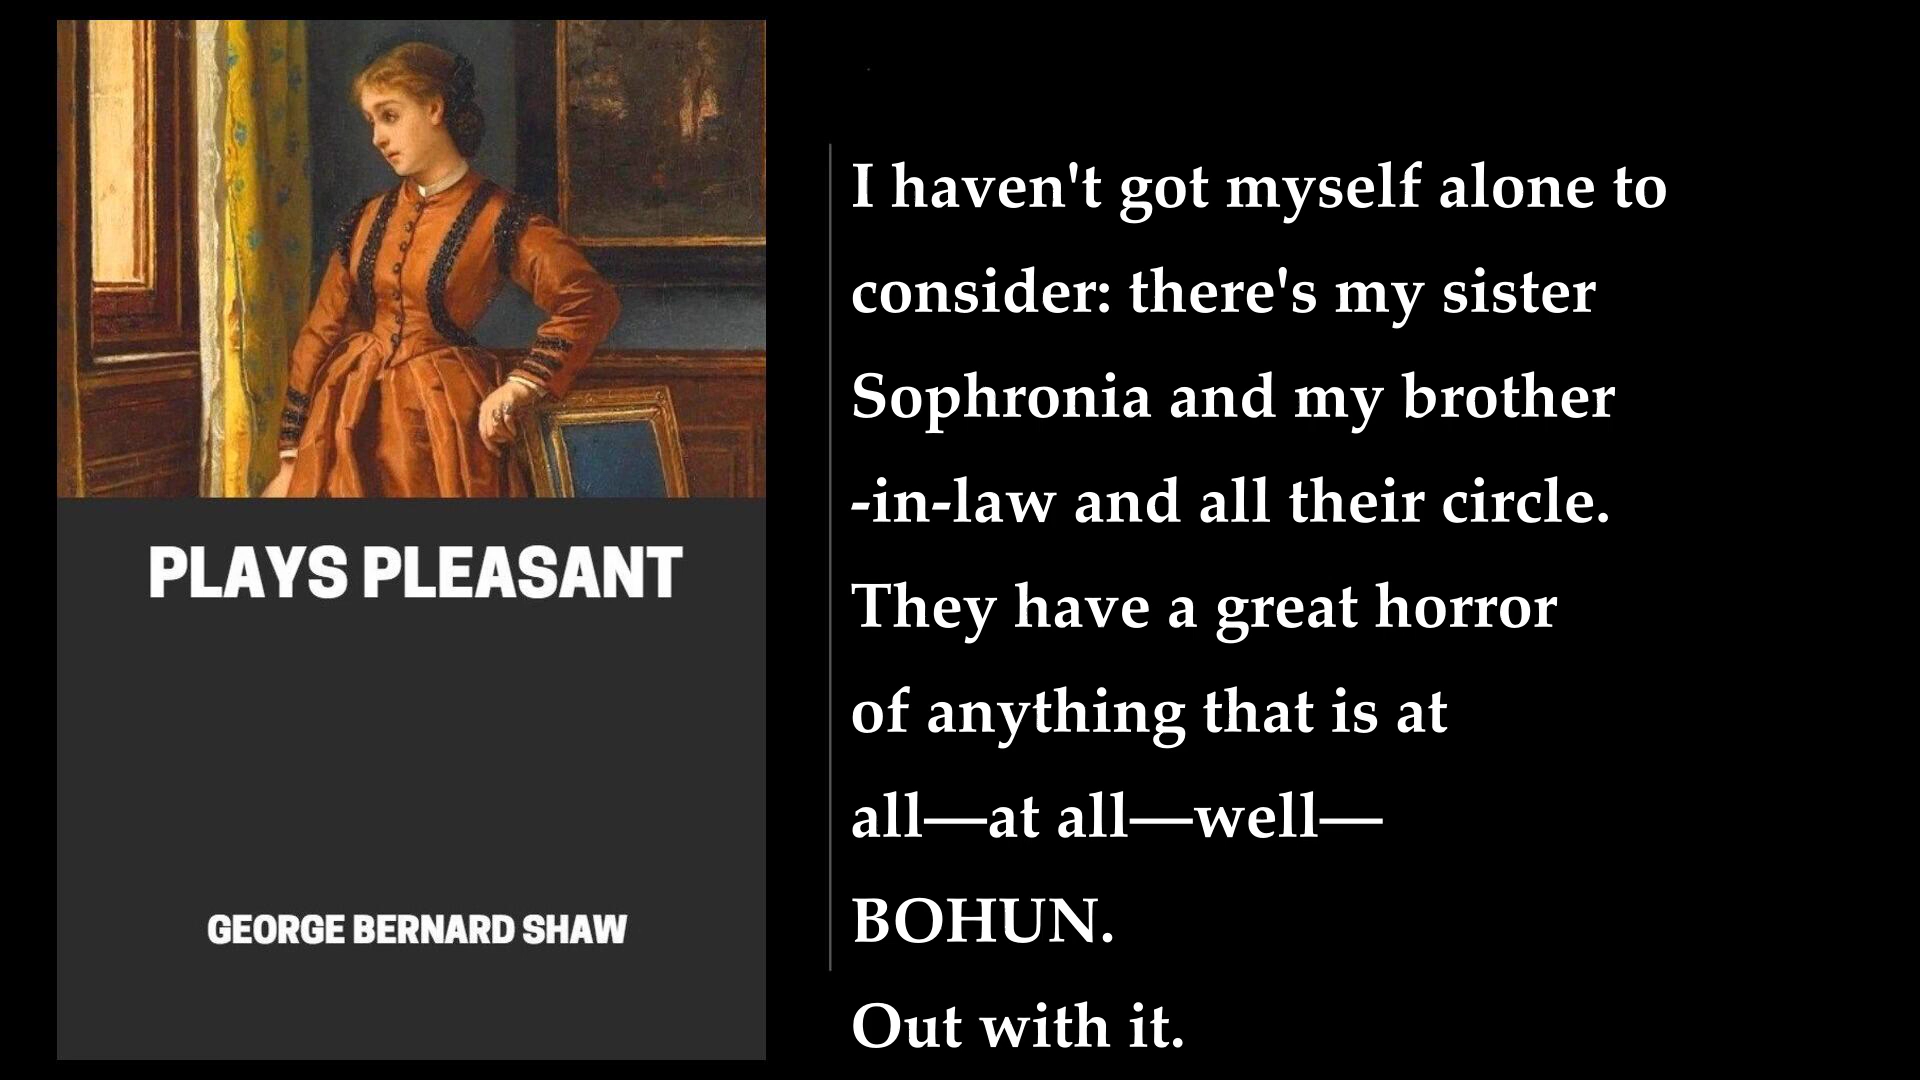 PLAYS PLEASANT
GEORGE BERNARD SHAW
I haven't got myself alone to
consider: there's my sister
Sophronia and my brother
-in-law and all their circle.
They have a great horror
of anything that is at
all—at all—well—
BOHUN.
Out with it.